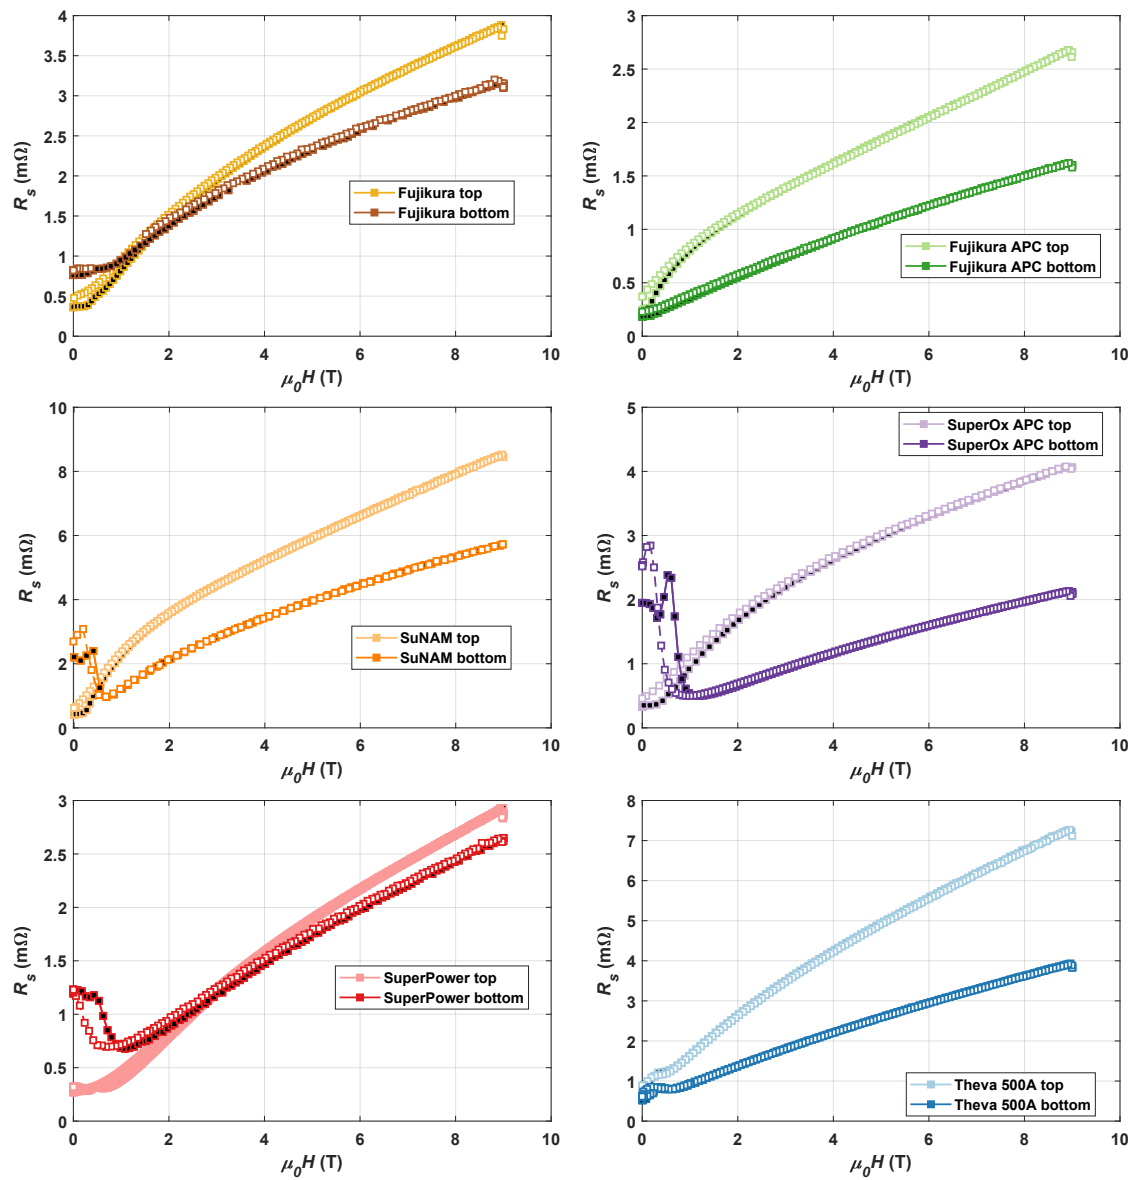 4
3.5
3
2.5
2
1.5
1
0.5
0
R_s (mΩ)
Fujikura top
Fujikura bottom
0 2 4 6 8 10
μ_0H (T)
3
2.5
2
1.5
1
0.5
0
R_s (mΩ)
Fujikura APC top
Fujikura APC bottom
0 2 4 6 8 10
μ_0H (T)
10
8
6
4
2
0
R_s (mΩ)
SuNAM top
SuNAM bottom
0 2 4 6 8 10
μ_0H (T)
5
4
3
2
1
0
R_s (mΩ)
SuperOx APC top
SuperOx APC bottom
0 2 4 6 8 10
μ_0H (T)
3
2.5
2
1.5
1
0.5
0
R_s (mΩ)
SuperPower top
SuperPower bottom
0 2 4 6 8 10
μ_0H (T)
8
7
6
5
4
3
2
1
0
R_s (mΩ)
Theva 500A top
Theva 500A bottom
0 2 4 6 8 10
μ_0H (T)